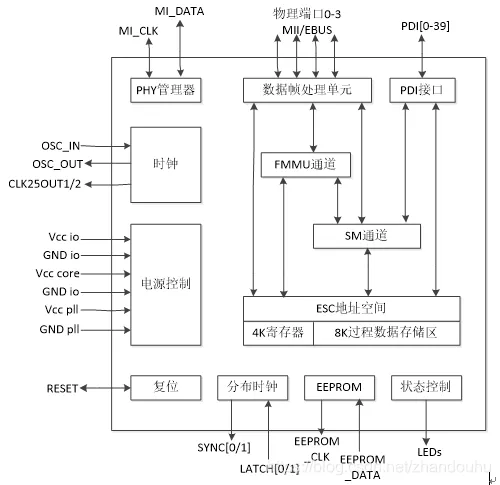 MI_DATA
MI_CLK
物理端口0-3
MII/EBUS
PDI[0-39]
PHY管理器
数据帧处理单元
PDI接口
OSC_IN
OSC_OUT
CLK25OUT1/2
时钟
FMMU通道
SM通道
Vcc io
GND io
Vcc core
GND io
Vcc pll
GND pll
电源控制
ESC地址空间
4K寄存器
8K过程数据存储区
RESET
复位
分布时钟
EEPROM
状态控制
SYNC[0/1]
LATCH[0/1]
EEPROM
_CLK
EEPROM
_DATA
LEDs
https://blog.csdn.net/zhandouhu